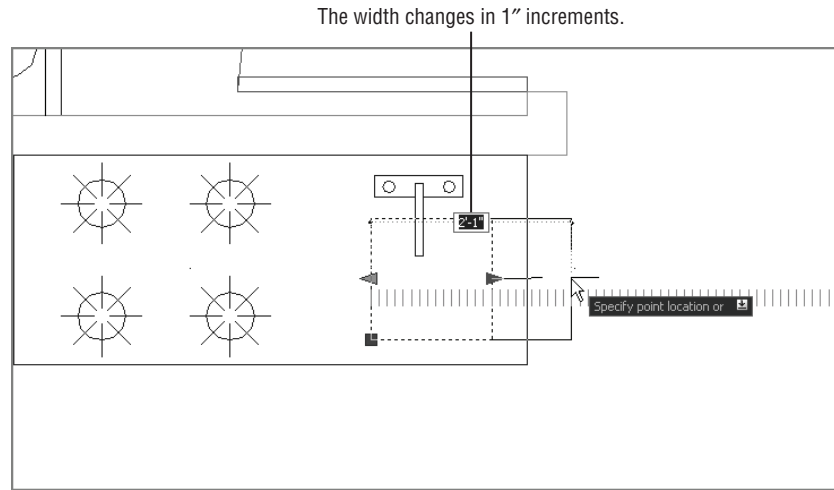 The width changes in 1″ increments.
2'-1"
Specify point location or